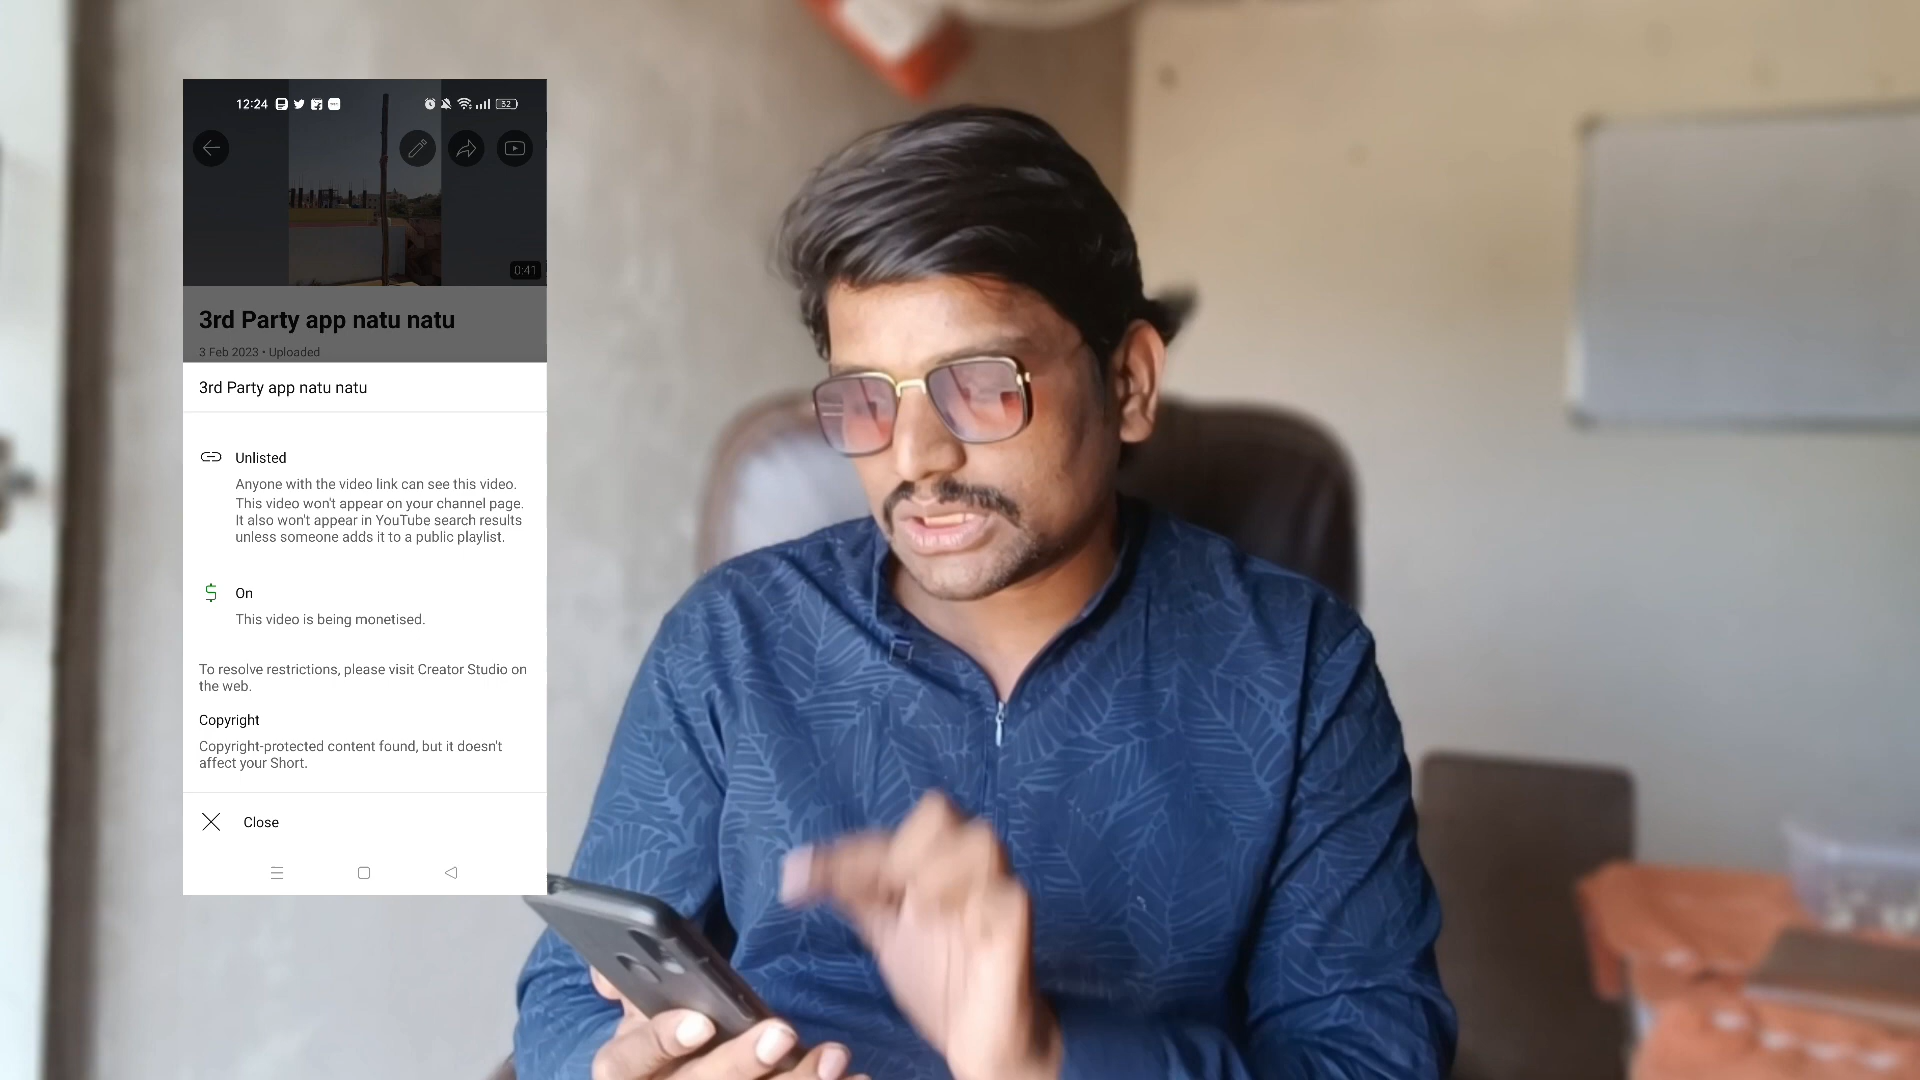 12:24
52
0:41
3rd Party app natu natu
3 Feb 2023 • Uploaded
3rd Party app natu natu
Unlisted
Anyone with the video link can see this video.
This video won't appear on your channel page.
It also won't appear in YouTube search results
unless someone adds it to a public playlist.
On
This video is being monetised.
To resolve restrictions, please visit Creator Studio on
the web.
Copyright
Copyright-protected content found, but it doesn't
affect your Short.
Close